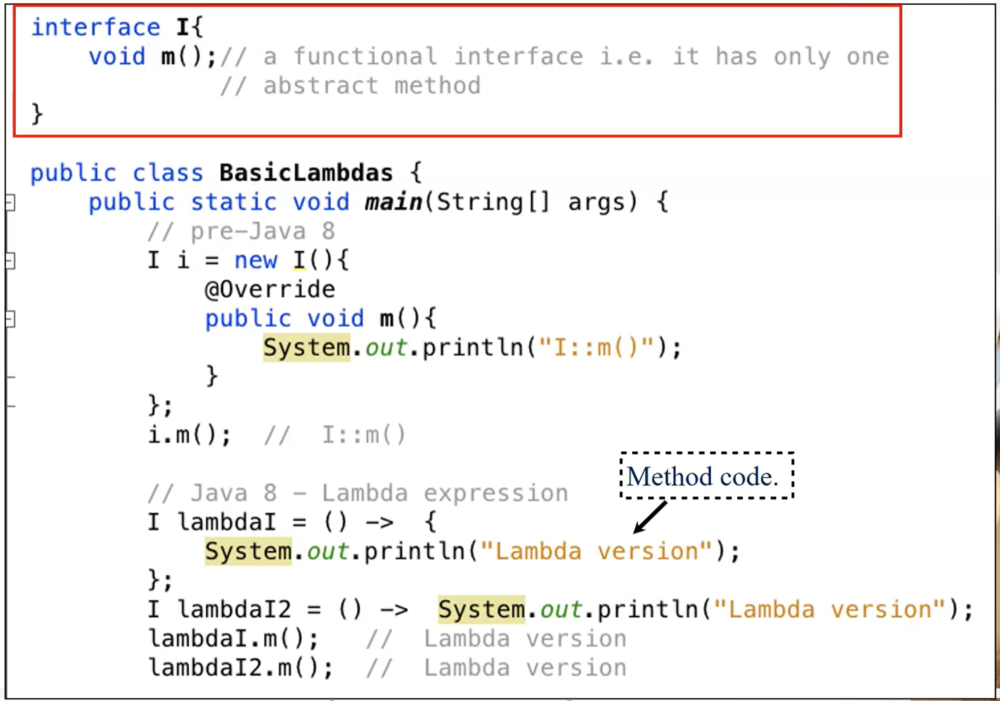 interface I{
    void m();// a functional interface i.e. it has only one
             // abstract method
}
public class BasicLambdas {
    public static void main(String[] args) {
        // pre-Java 8
        I i = new I(){
            @Override
            public void m(){
                System.out.println("I::m()");
            }
        };
        i.m();  //  I::m()
Method code.
        // Java 8 - Lambda expression
        I lambdaI = () ->  {
            System.out.println("Lambda version");
        };
        I lambdaI2 = () ->  System.out.println("Lambda version");
        lambdaI.m();   //  Lambda version
        lambdaI2.m();  //  Lambda version